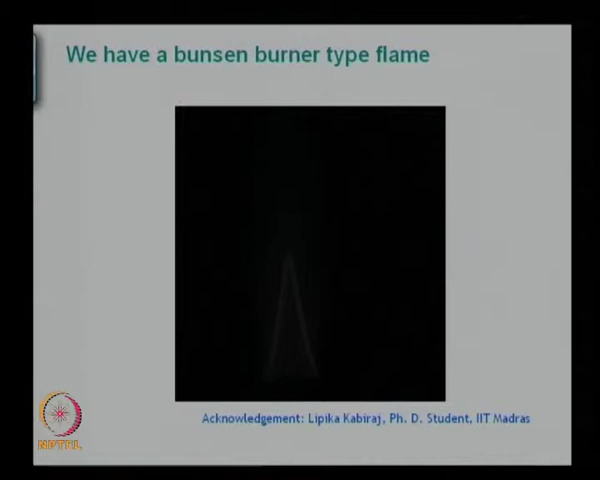 We have a bunsen burner type flame
Acknowledgement: Lipika Kabiraj, Ph. D. Student, IIT Madras
NPTEL